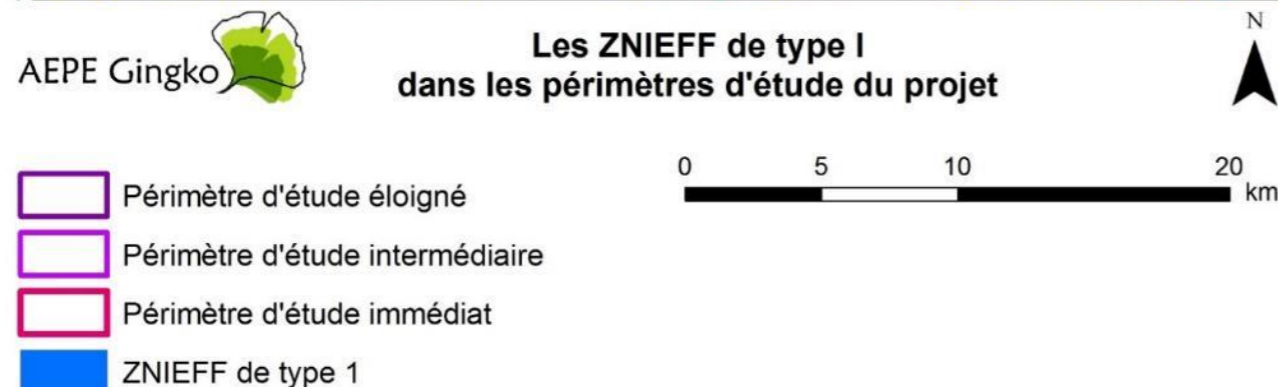 AEPE Gingko
Les ZNIEFF de type I
dans les périmètres d'étude du projet
N
0 5 10 20
km
Périmètre d'étude éloigné
Périmètre d'étude intermédiaire
Périmètre d'étude immédiat
ZNIEFF de type 1